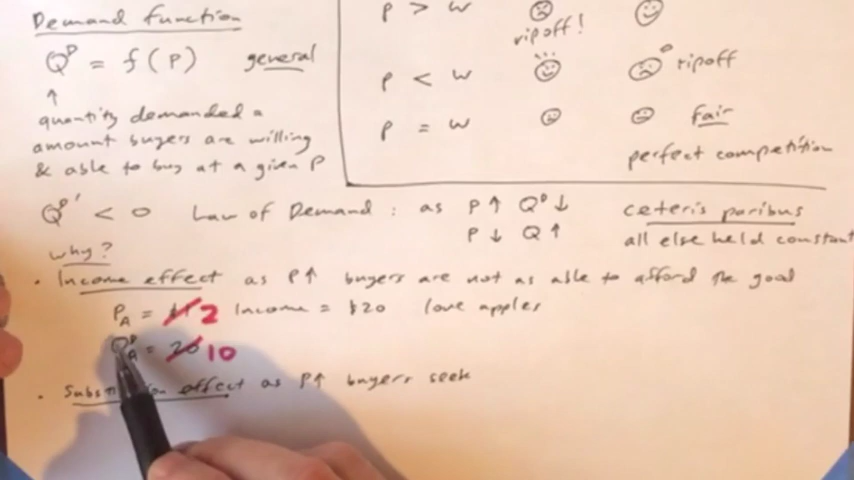 Demand function
Q^D = f(P) general
↑
quantity demanded =
amount buyers are willing
& able to buy at a given P
P > W
ripoff!
P < W ripoff
P = W fair
perfect competition
Q^D' < 0 Law of Demand : as P↑ Q^D↓ ceteris paribus
P↓ Q↑ all else held constant
why?
· Income effect as P↑ buyers are not as able to afford the good
P_A = $1 2 Income = $20 love apples
Q^D_A = 20 10
· Substitution effect as P↑ buyers seek